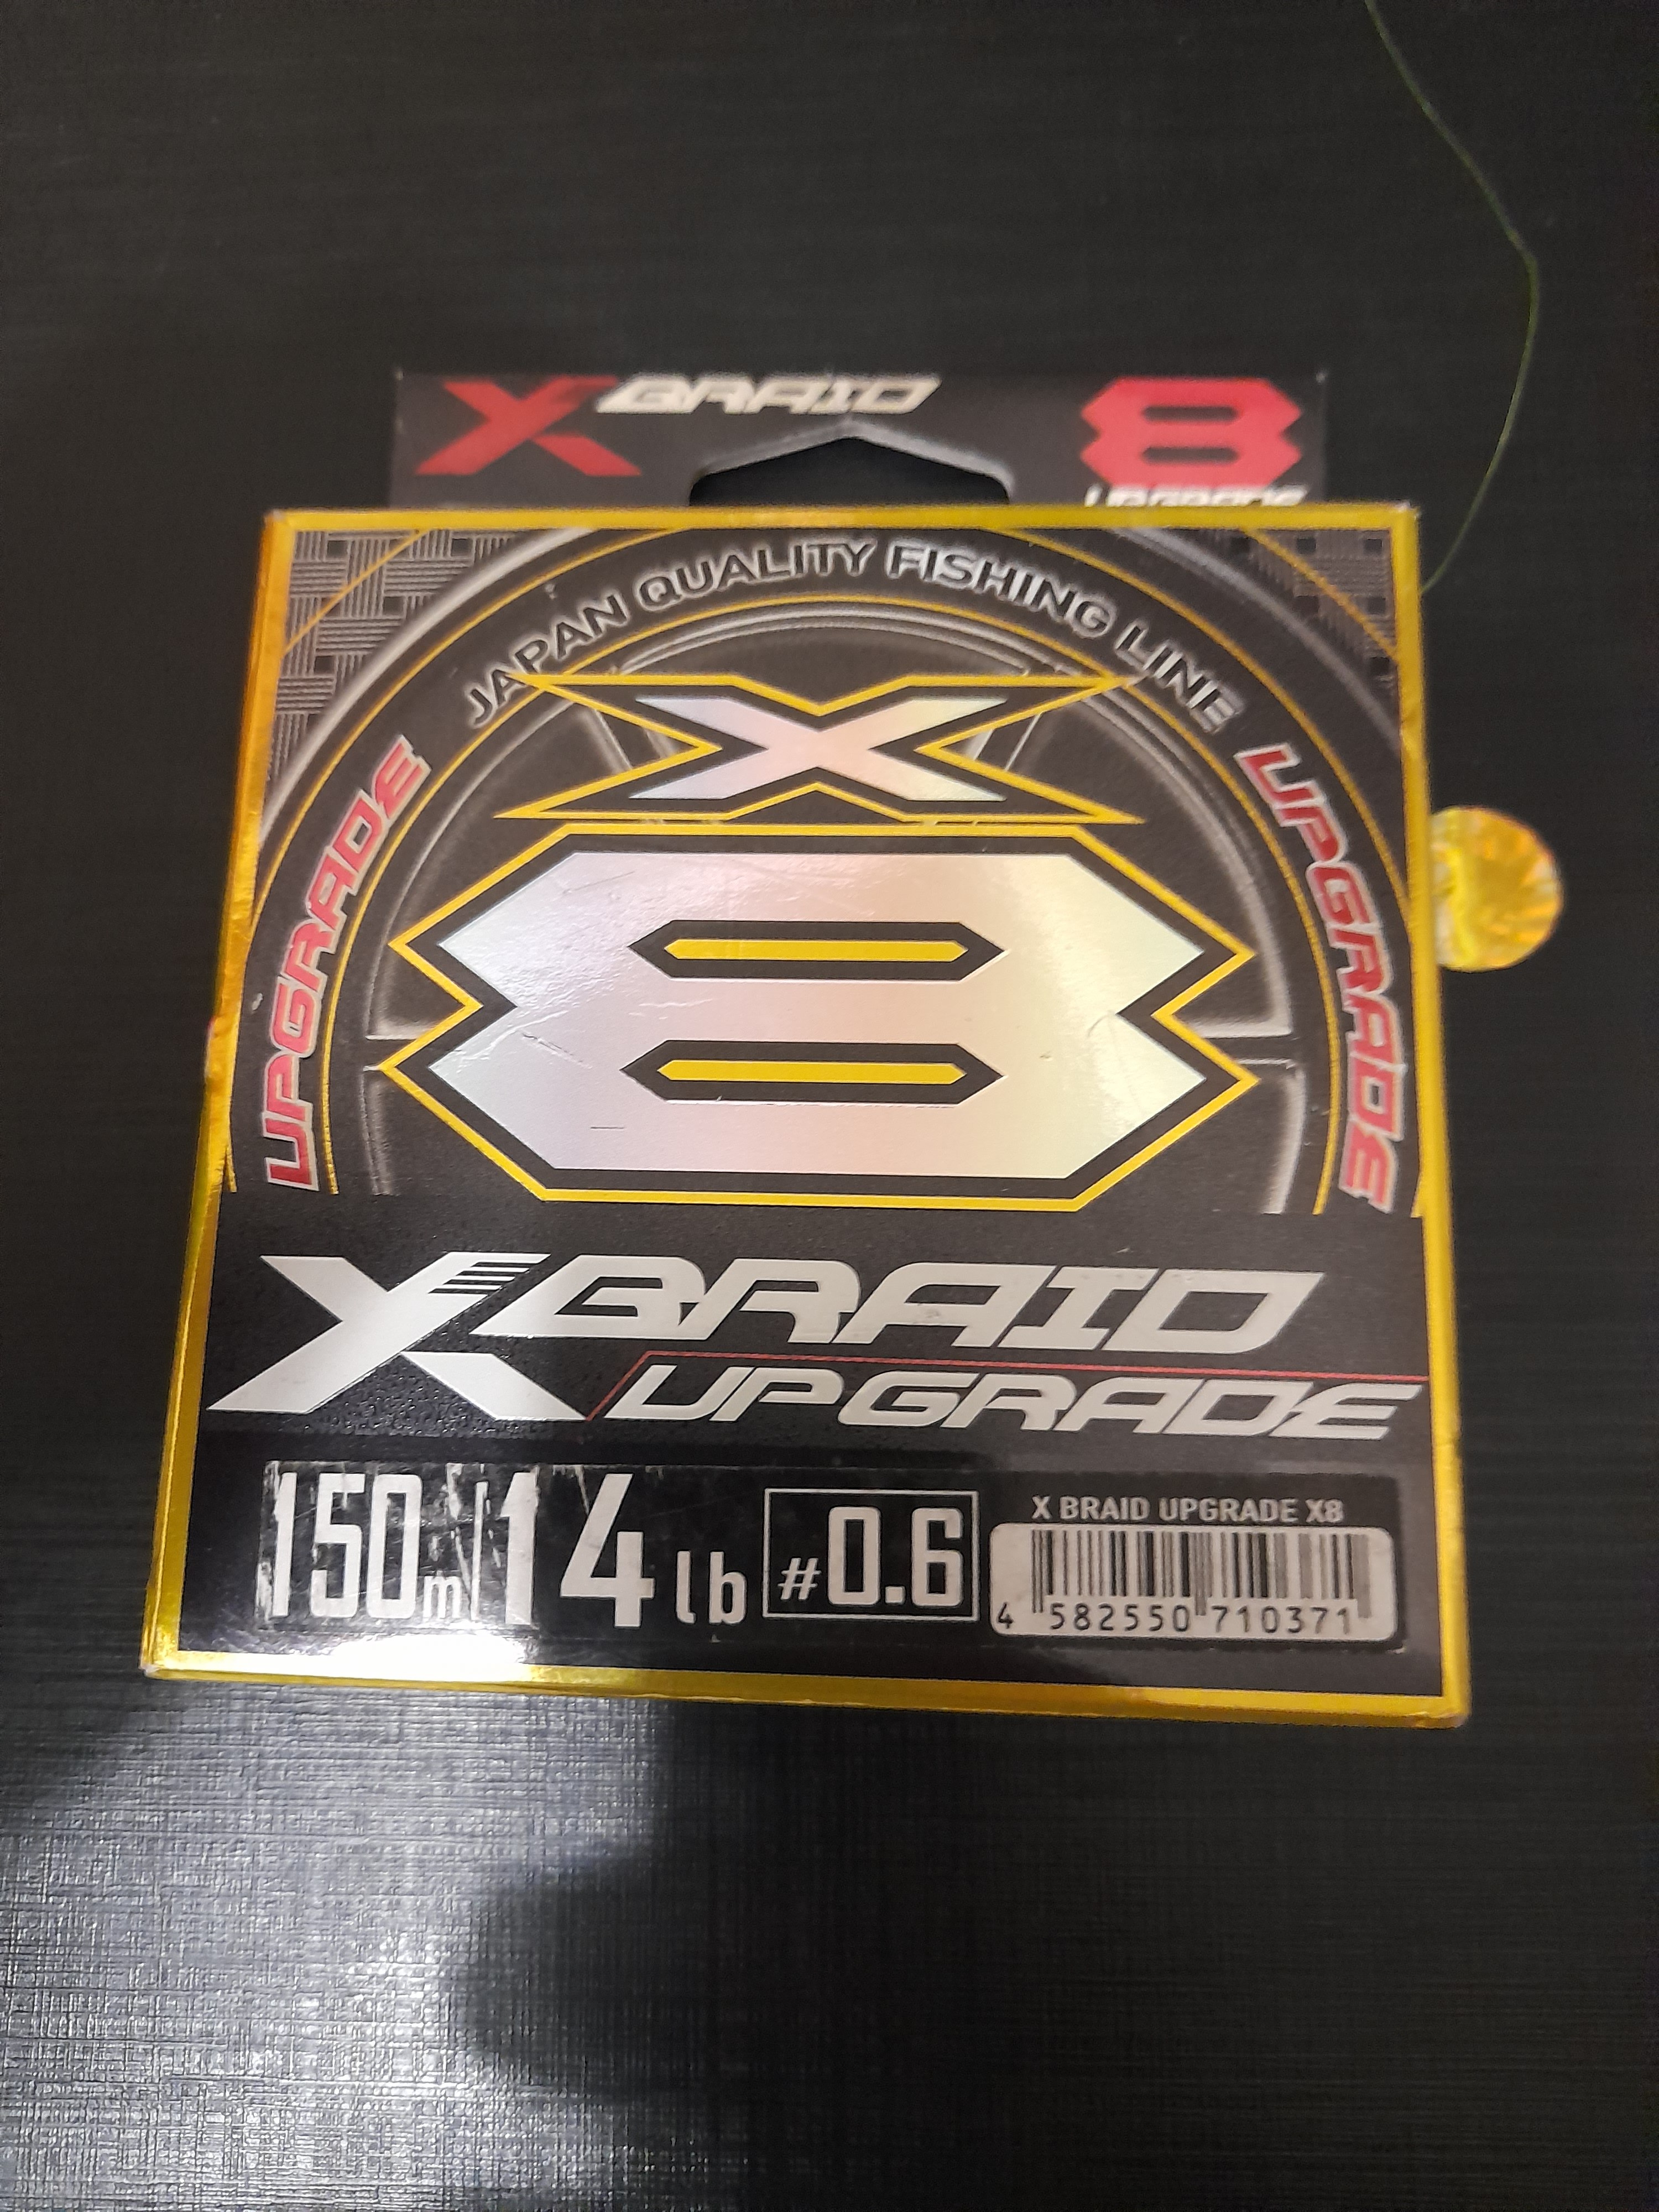 X BRAID 8
UPGRADE
JAPAN QUALITY FISHING LINE
UPGRADE
UPGRADE
X
8
X BRAID
UPGRADE
150m/14lb #0.6
X BRAID UPGRADE X8
4 582550 710371